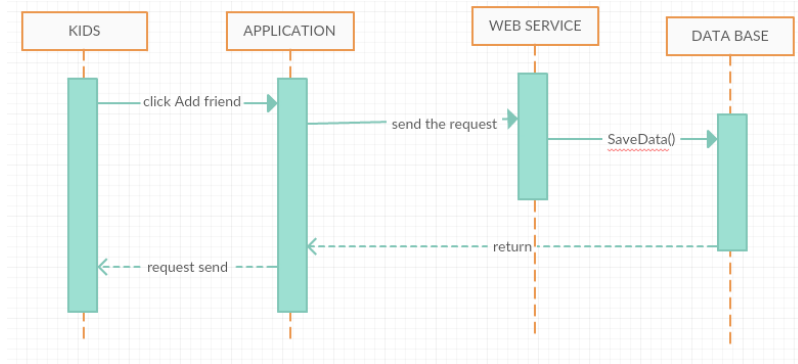 KIDS
APPLICATION
WEB SERVICE
DATA BASE
click Add friend
send the request
SaveData()
return
request send